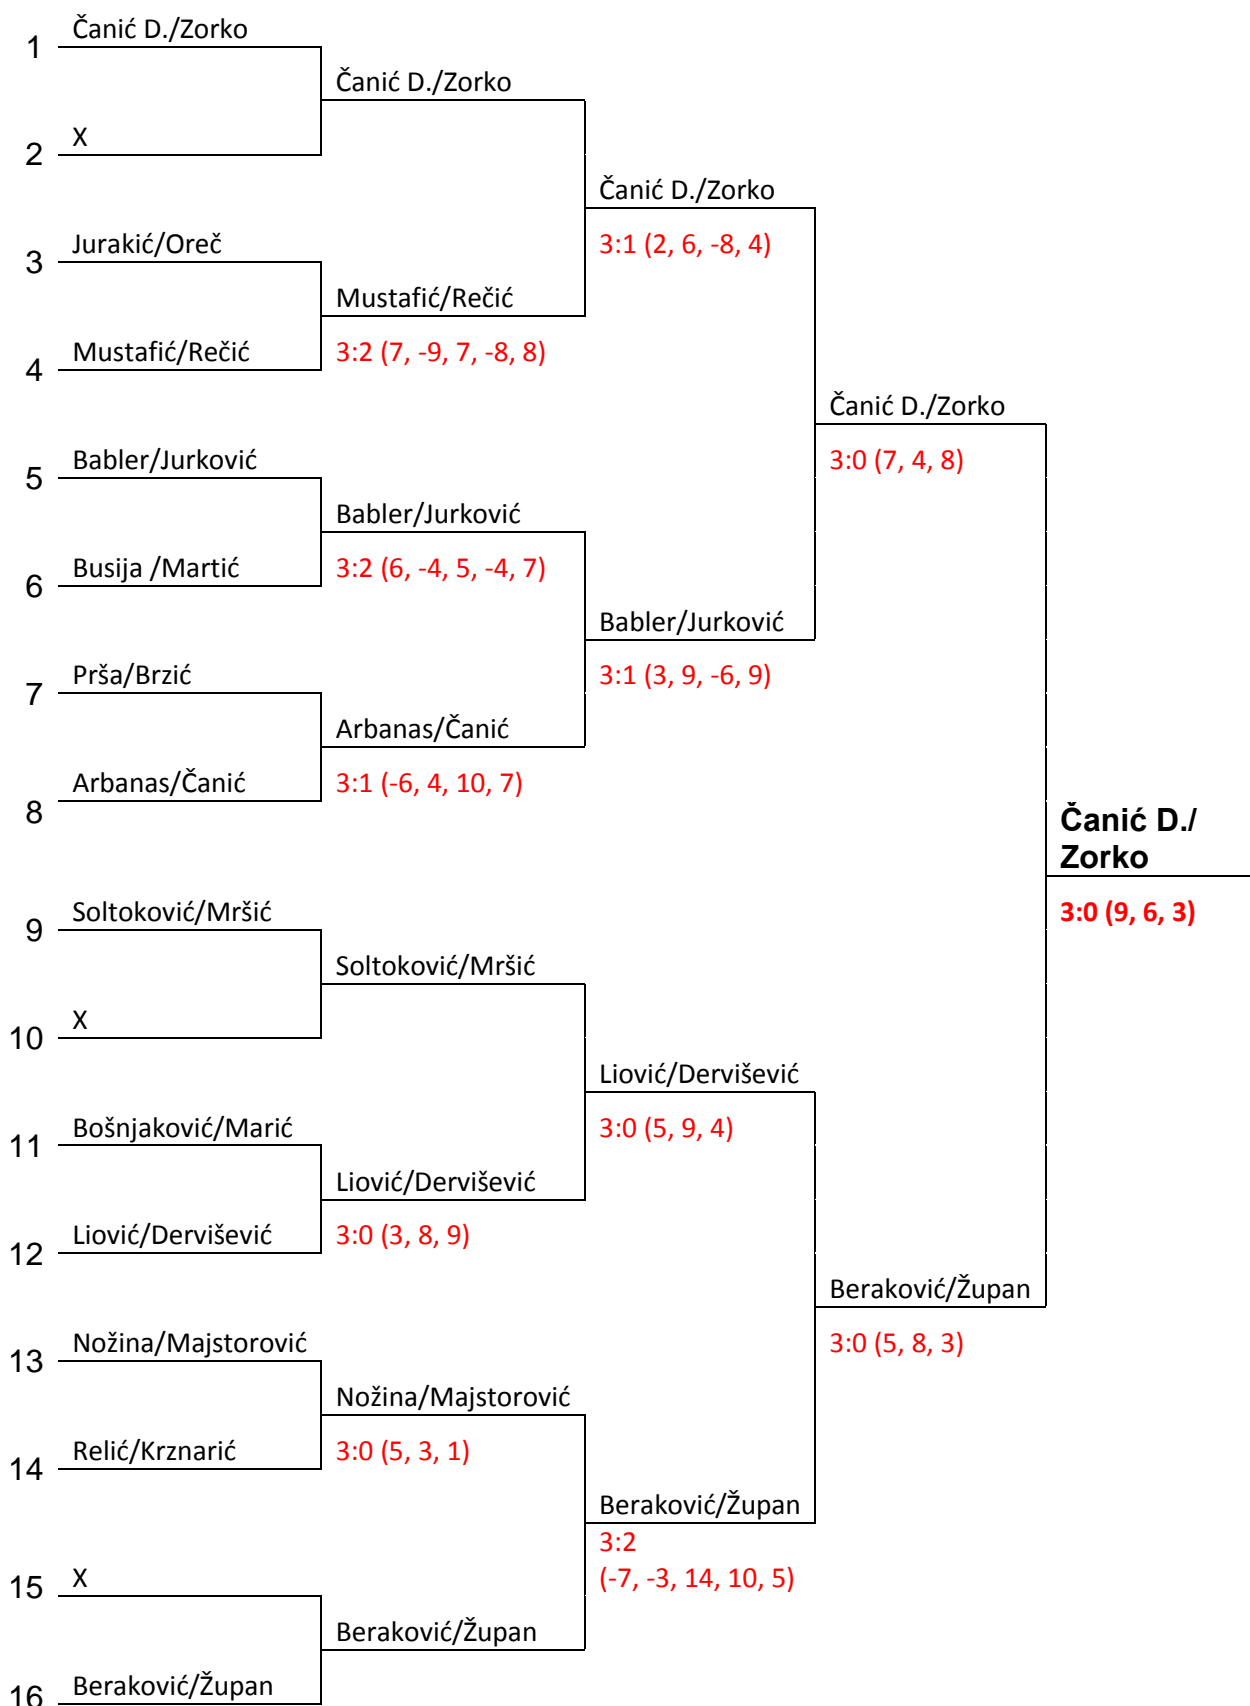 Čanić D./Zorko
1
Čanić D./Zorko
X
2
Čanić D./Zorko
Jurakić/Oreč
3
3:1 (2, 6, -8, 4)
Mustafić/Rečić
Mustafić/Rečić
4
3:2 (7, -9, 7, -8, 8)
Čanić D./Zorko
Babler/Jurković
5
3:0 (7, 4, 8)
Babler/Jurković
Busija /Martić
6
3:2 (6, -4, 5, -4, 7)
Babler/Jurković
Prša/Brzić
7
3:1 (3, 9, -6, 9)
Arbanas/Čanić
Arbanas/Čanić
8
3:1 (-6, 4, 10, 7)
Čanić D./
Zorko
Soltoković/Mršić
9
3:0 (9, 6, 3)
Soltoković/Mršić
X
10
Liović/Dervišević
Bošnjaković/Marić
11
3:0 (5, 9, 4)
Liović/Dervišević
Liović/Dervišević
12
3:0 (3, 8, 9)
Beraković/Župan
Nožina/Majstorović
13
3:0 (5, 8, 3)
Nožina/Majstorović
Relić/Krznarić
14
3:0 (5, 3, 1)
Beraković/Župan
3:2
(-7, -3, 14, 10, 5)
X
15
Beraković/Župan
Beraković/Župan
16